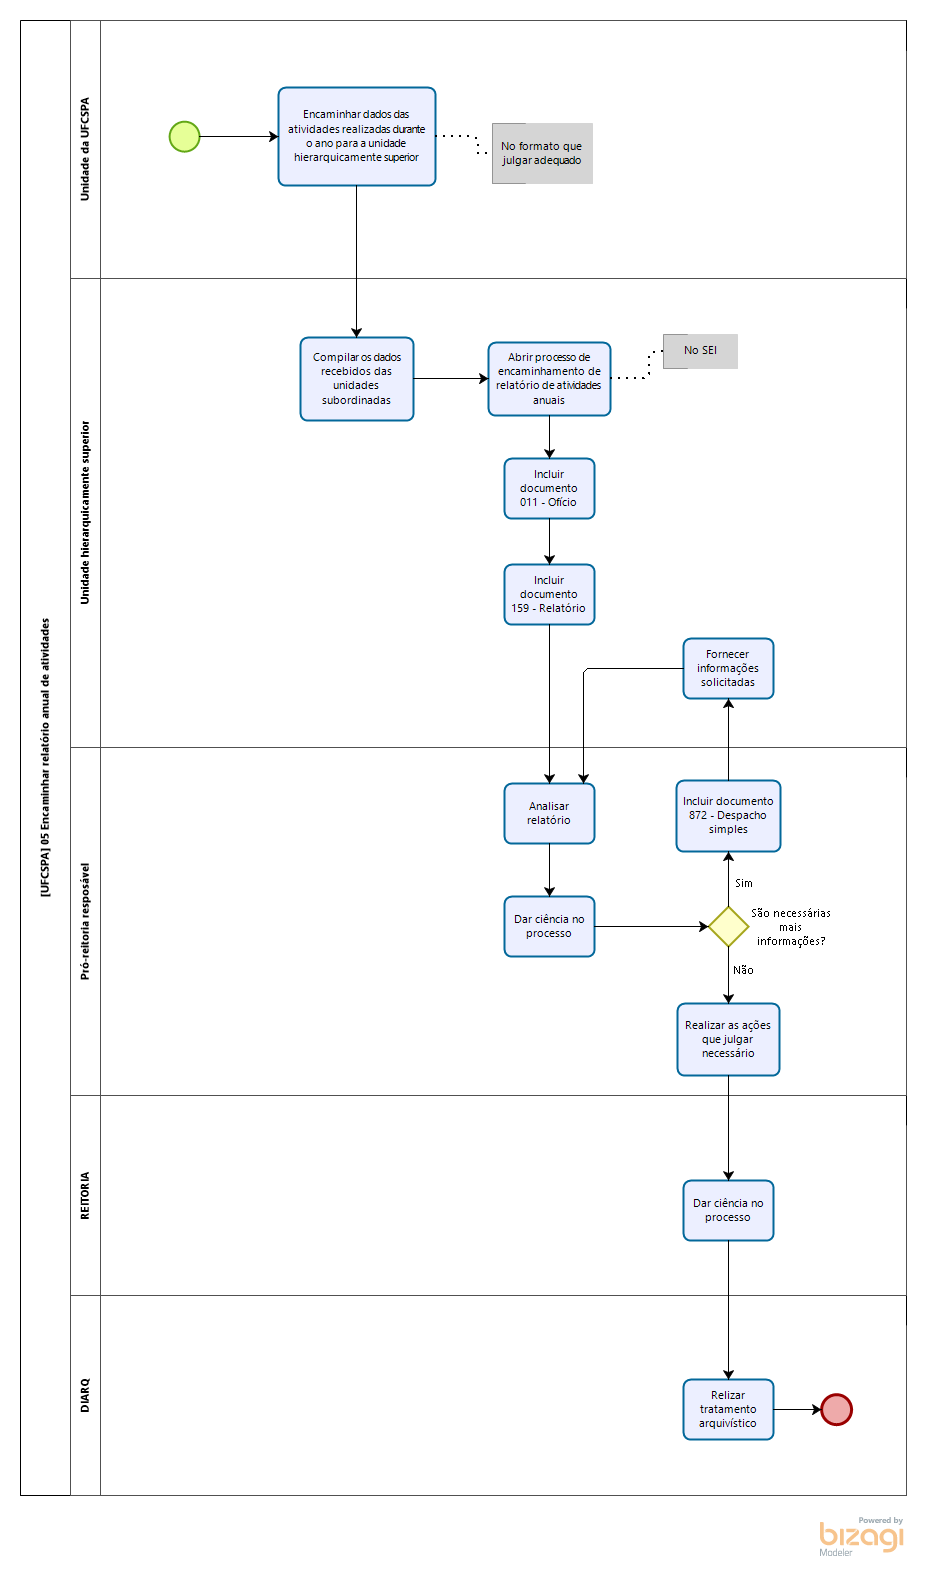 [UFCSPA] 05 Encaminhar relatório anual de atividades
Unidade da UFCSPA
Encaminhar dados das
atividades realizadas durante
o ano para a unidade
hierarquicamente superior
No formato que
julgar adequado
Unidade hierarquicamente superior
Compilar os dados
recebidos das
unidades
subordinadas
Abrir processo de
encaminhamento de
relatório de atividades
anuais
No SEI
Incluir
documento
011 - Ofício
Incluir
documento
159 - Relatório
Fornecer
informações
solicitadas
Pró-reitoria resposável
Analisar
relatório
Dar ciência no
processo
São necessárias
mais
informações?
Sim
Incluir documento
872 - Despacho
simples
Não
Realizar as ações
que julgar
necessário
REITORIA
Dar ciência no
processo
DIARQ
Relizar
tratamento
arquivístico
Powered by
bizagi
Modeler